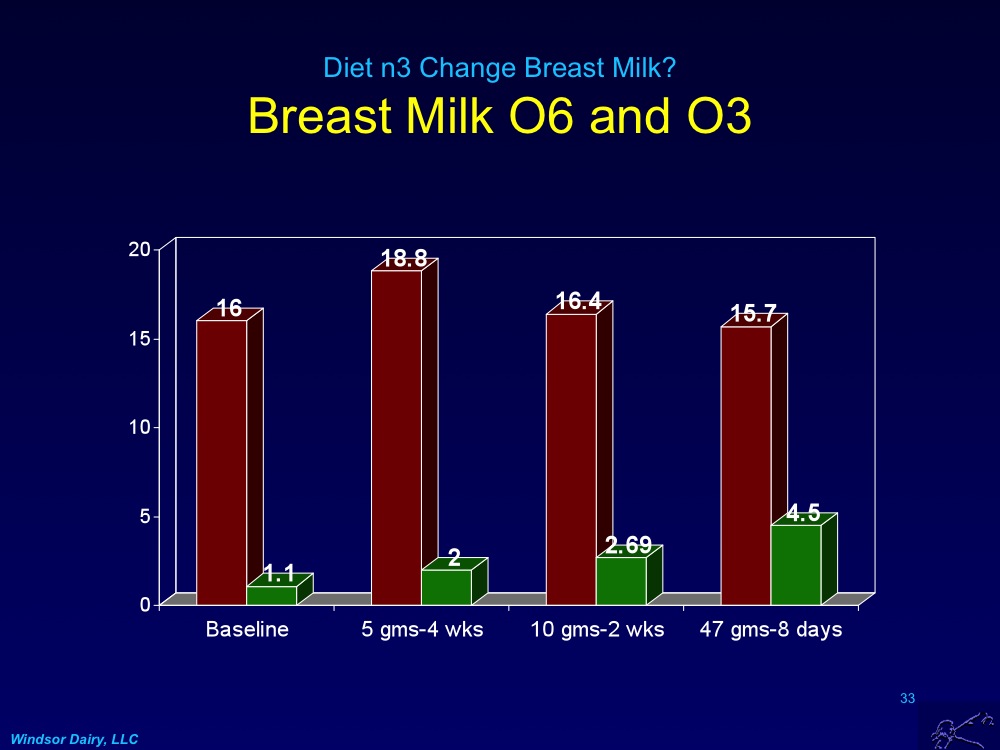 Diet n3 Change Breast Milk?
Breast Milk O6 and O3
20
15
10
5
0
16
1.1
18.8
2
16.4
2.69
15.7
4.5
Baseline
5 gms-4 wks
10 gms-2 wks
47 gms-8 days
33
Windsor Dairy, LLC